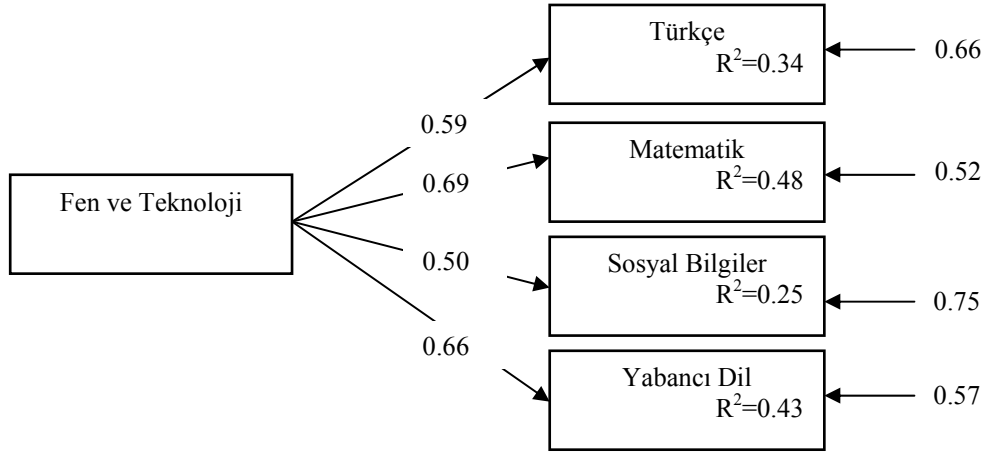 Fen ve Teknoloji
0.59
0.69
0.50
0.66
Türkçe
R²=0.34
0.66
Matematik
R²=0.48
0.52
Sosyal Bilgiler
R²=0.25
0.75
Yabancı Dil
R²=0.43
0.57